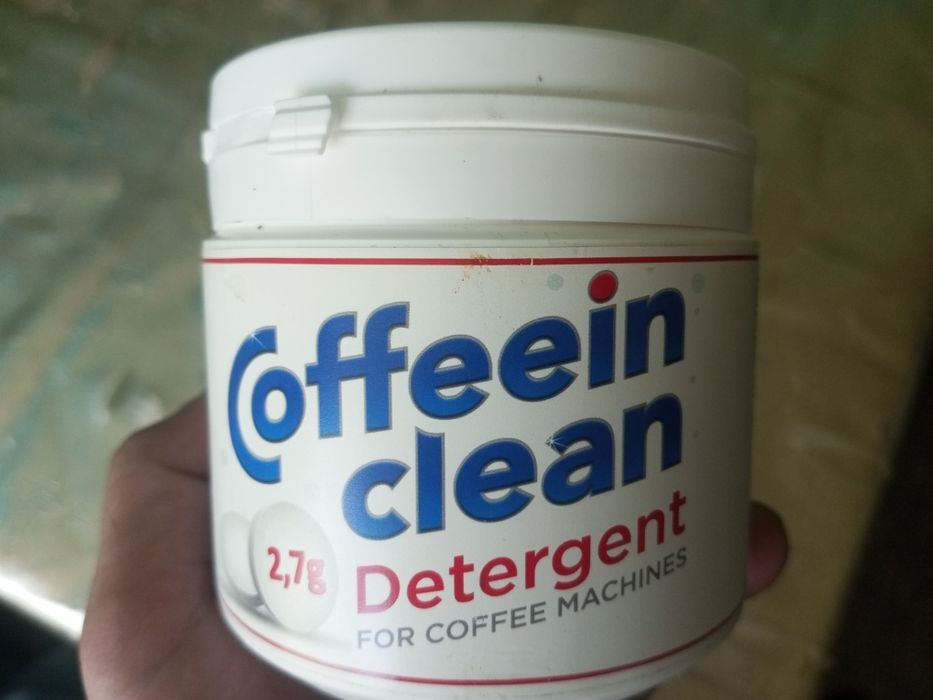 Coffeein
clean
2,7g
Detergent
FOR COFFEE MACHINES